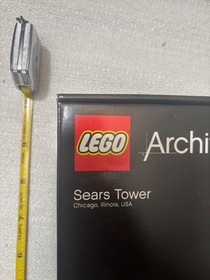 LEGO
Archi
Sears Tower
Chicago, Illinois, USA